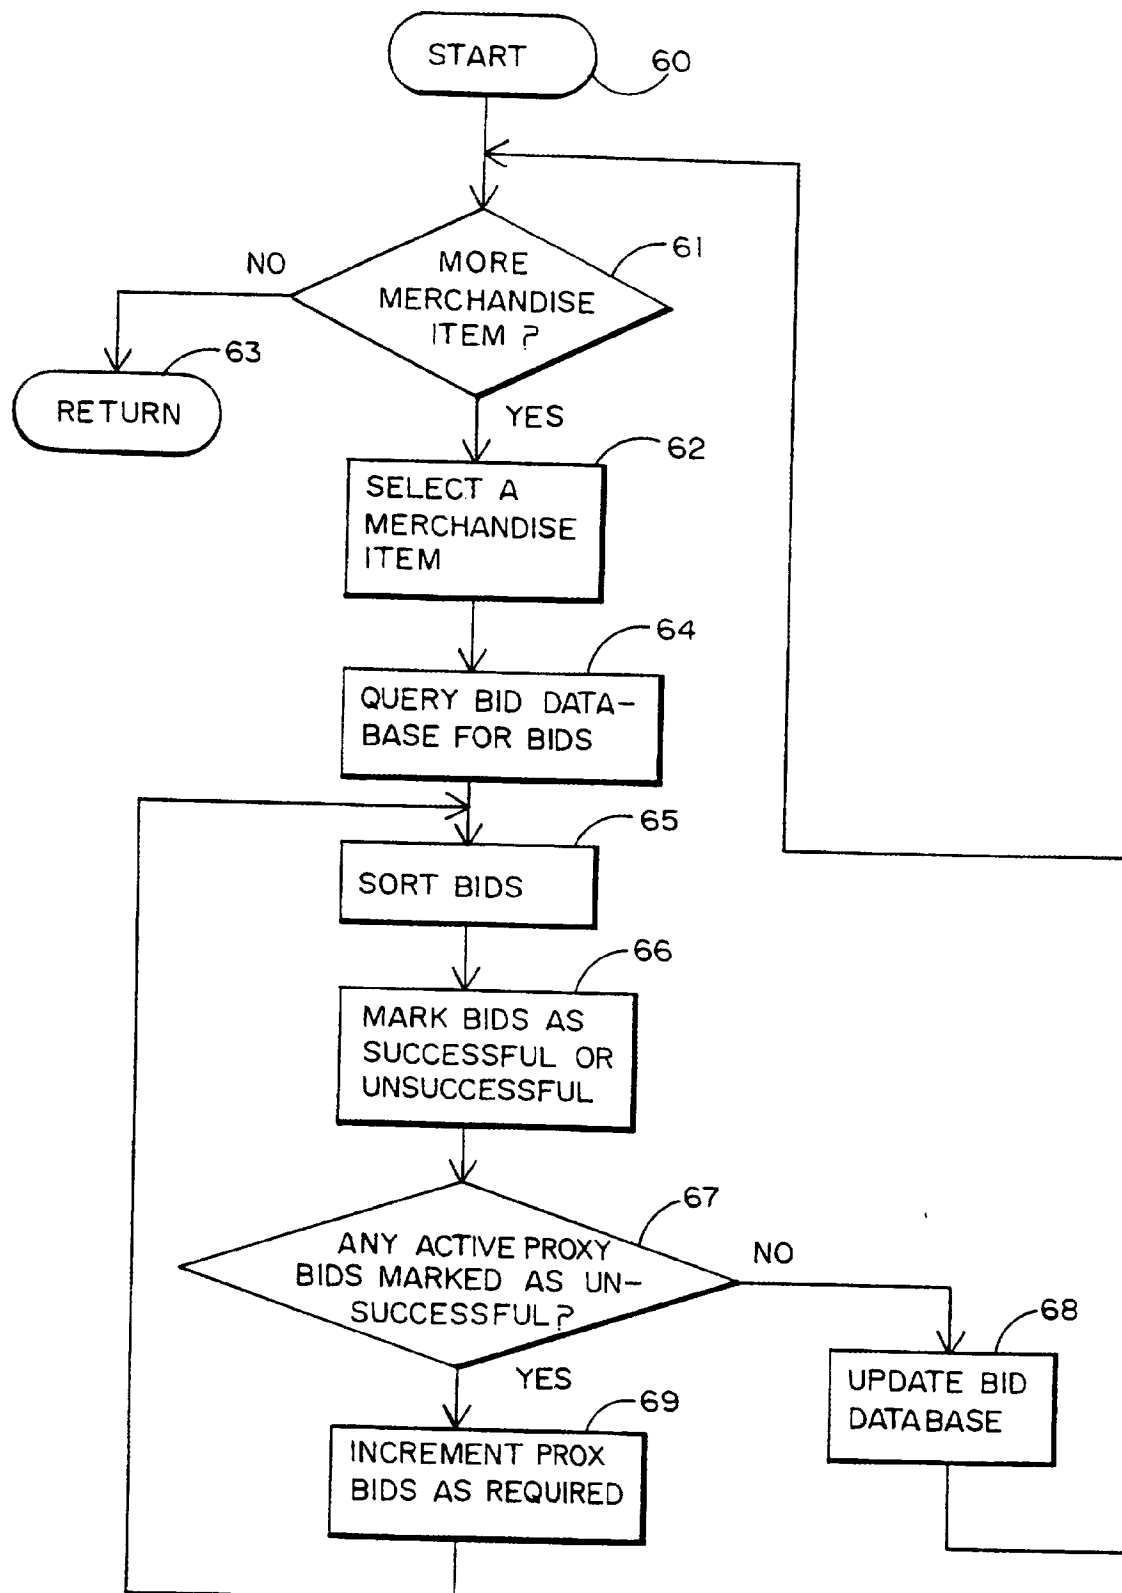 START
60
61
NO
MORE
MERCHANDISE
ITEM ?
63
RETURN
YES
62
SELECT A
MERCHANDISE
ITEM
64
QUERY BID DATA-
BASE FOR BIDS
65
SORT BIDS
66
MARK BIDS AS
SUCCESSFUL OR
UNSUCCESSFUL
67
ANY ACTIVE PROXY
BIDS MARKED AS UN-
SUCCESSFUL?
NO
68
YES
UPDATE BID
DATABASE
69
INCREMENT PROX
BIDS AS REQUIRED